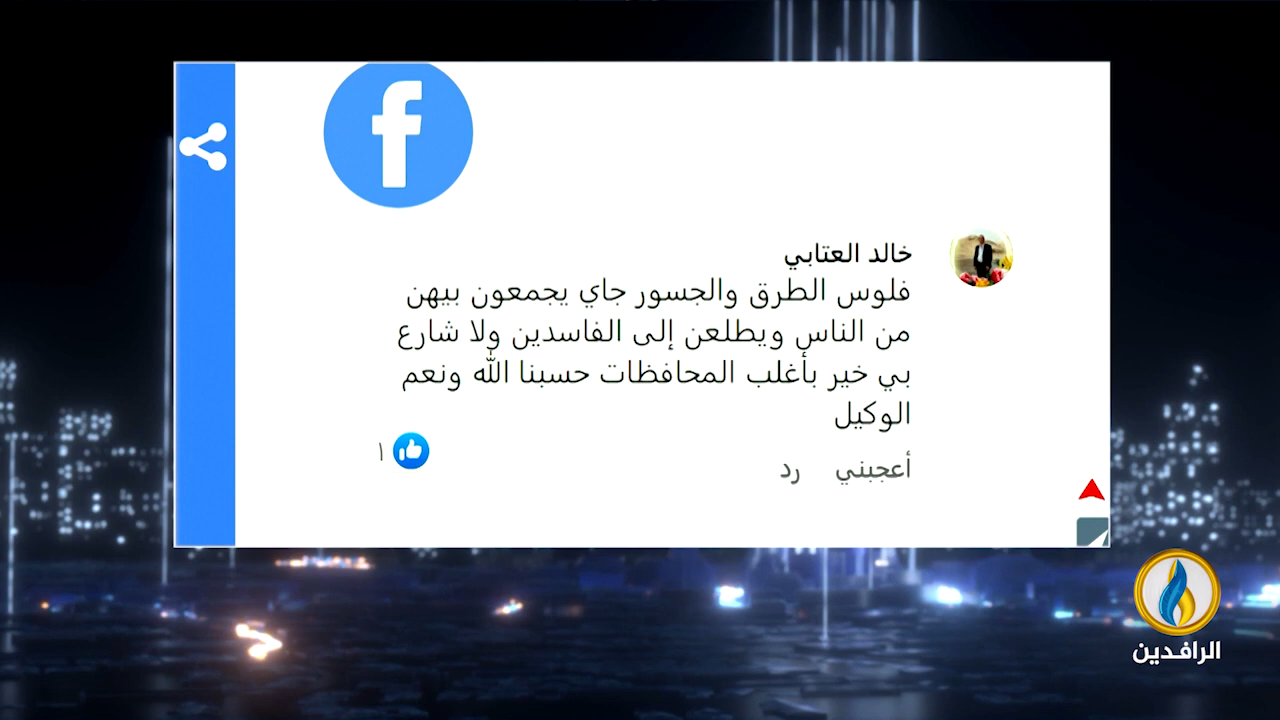 f
خالد العتابي
فلوس الطرق والجسور جاي يجمعون بيهن
من الناس ويطلعن إلى الفاسدين ولا شارع
بي خير بأغلب المحافظات حسبنا الله ونعم
الوكيل
أعجبني رد
١
الرافدين